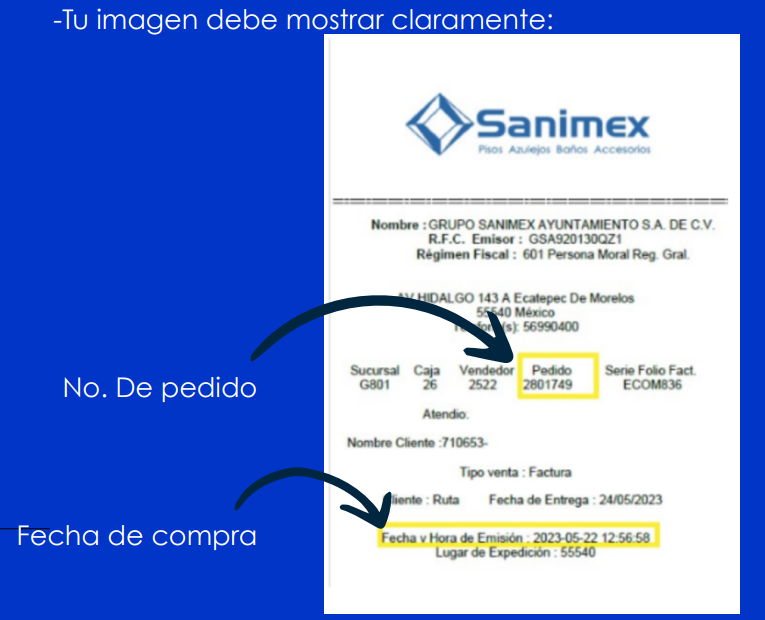 -Tu imagen debe mostrar claramente:
Sanimex
Pisos Azulejos Baños Accesorios
Nombre : GRUPO SANIMEX AYUNTAMIENTO S.A. DE C.V.
R.F.C. Emisor : GSA920130QZ1
Régimen Fiscal : 601 Persona Moral Reg. Gral.
AV HIDALGO 143 A Ecatepec De Morelos
55540 México
(s): 56990400
No. De pedido
Sucursal Caja Vendedor Pedido Serie Folio Fact.
G801 26 2522 2801749 ECOM836
Atendio.
Nombre Cliente :710653-
Tipo venta : Factura
liente : Ruta Fecha de Entrega : 24/05/2023
Fecha de compra
Fecha y Hora de Emisión : 2023-05-22 12:56:58
Lugar de Expedición : 55540